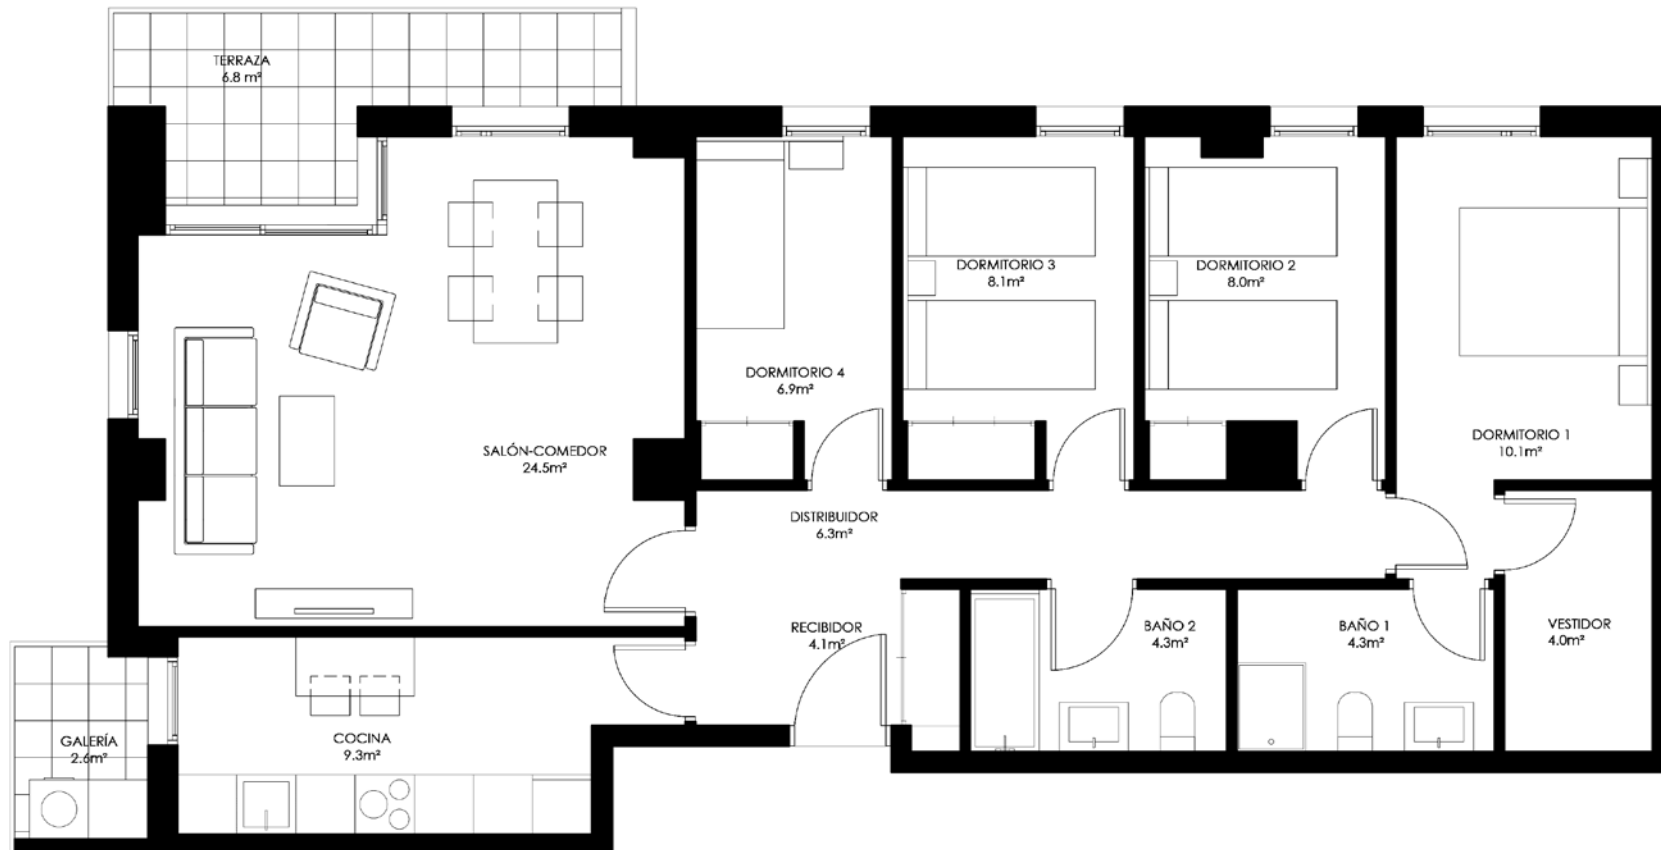 TERRAZA
6.8 m²
DORMITORIO 3
8.1m²
DORMITORIO 2
8.0m²
DORMITORIO 4
6.9m²
SALÓN-COMEDOR
24.5m²
DORMITORIO 1
10.1m²
DISTRIBUIDOR
6.3m²
RECIBIDOR
4.1m²
BAÑO 2
4.3m²
BAÑO 1
4.3m²
VESTIDOR
4.0m²
GALERÍA
2.6m²
COCINA
9.3m²